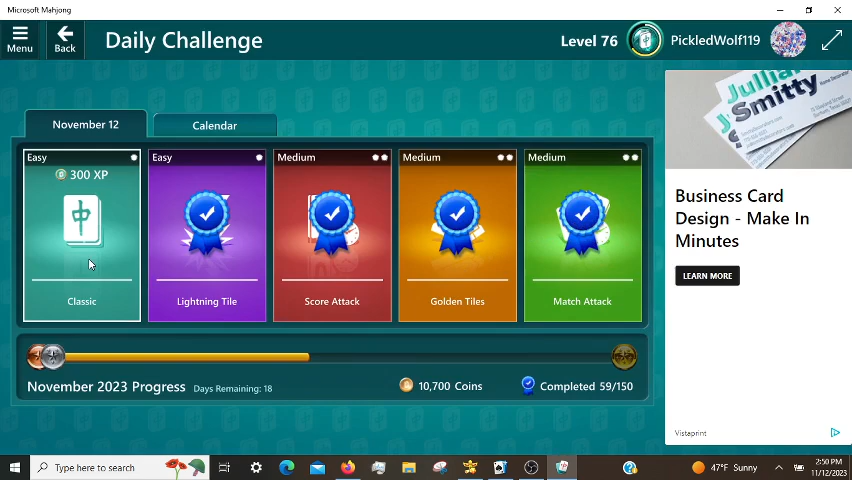 Microsoft Mahjong
Menu
Back
Daily Challenge
Level 76
PickledWolf119
November 12
Calendar
Easy
300 XP
中
Classic
Easy
Lightning Tile
Medium
Score Attack
Medium
Golden Tiles
Medium
Match Attack
November 2023 Progress
Days Remaining: 18
10,700 Coins
Completed 59/150
Smitty
Business Card
Design - Make In
Minutes
LEARN MORE
Vistaprint
Type here to search
47°F Sunny
2:50 PM
11/12/2023